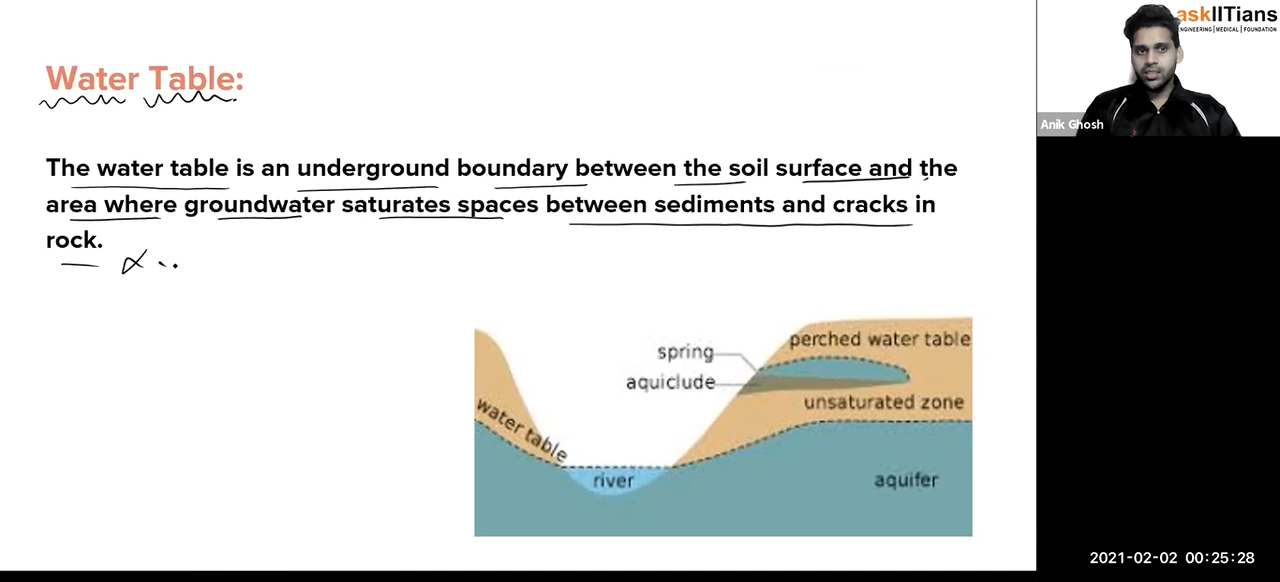 Water Table:
The water table is an underground boundary between the soil surface and the
area where groundwater saturates spaces between sediments and cracks in
rock.
perched water table
spring
aquiclude
unsaturated zone
water table
river
aquifer
askIITians
ENGINEERING | MEDICAL | FOUNDATION
Anik Ghosh
2021-02-02 00:25:28